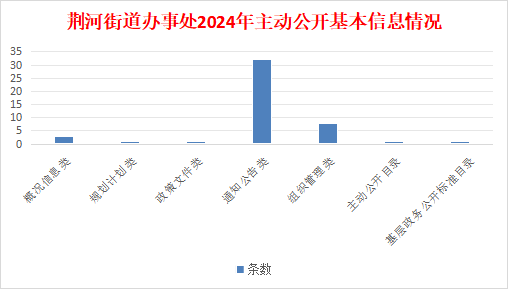 荆河街道办事处2024年主动公开基本信息情况
35
30
25
20
15
10
5
0
概况信息类
规划计划类
政策文件类
通知公告类
组织管理类
主动公开目录
基层政务公开标准目录
条数